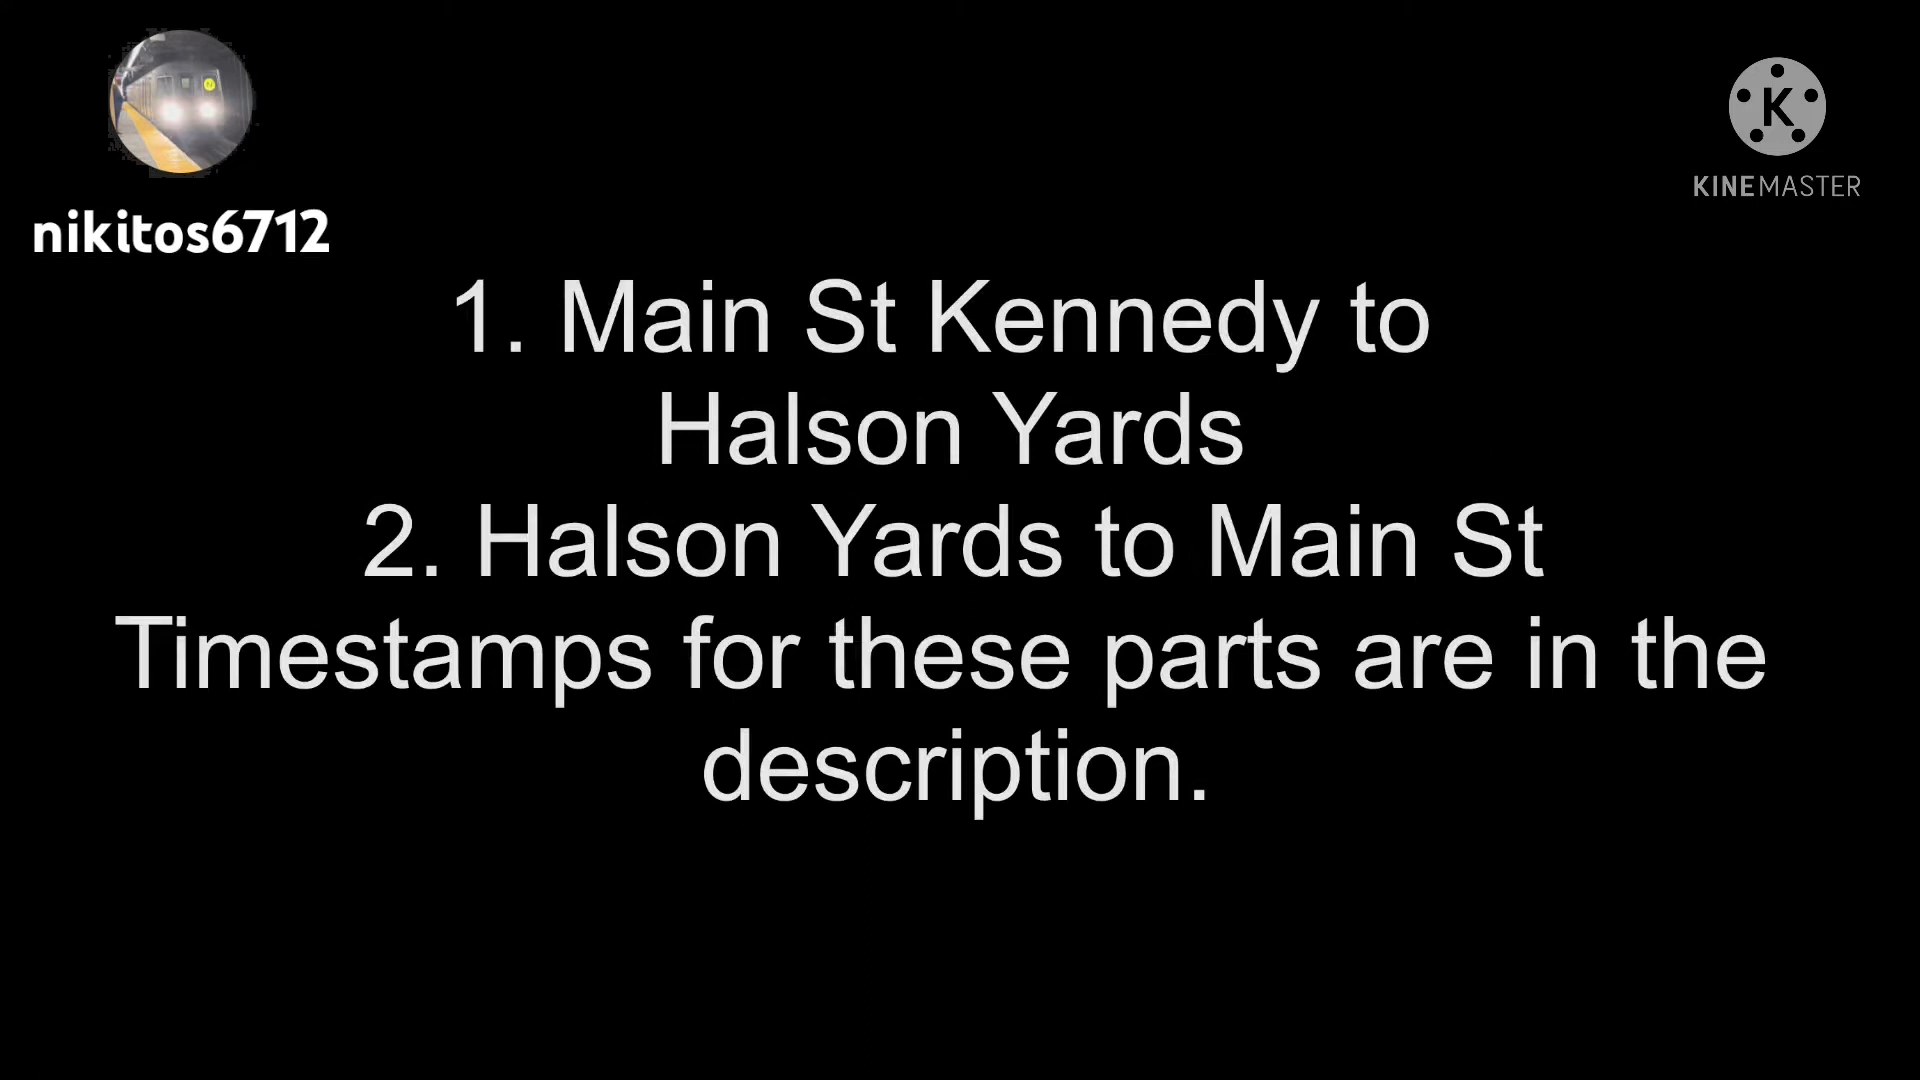 nikitos6712
K
KINEMASTER
1. Main St Kennedy to
Halson Yards
2. Halson Yards to Main St
Timestamps for these parts are in the
description.